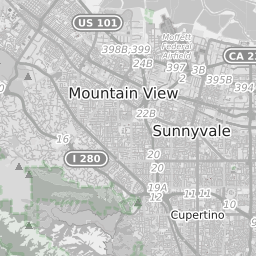 US 101
Moffett
Federal
Airfield
398B;399
24B
397
2
3B
CA 2
395B
394
Mountain View
22B
Sunnyvale
16
I 280
20
20
19A
12
11
10
Cupertino